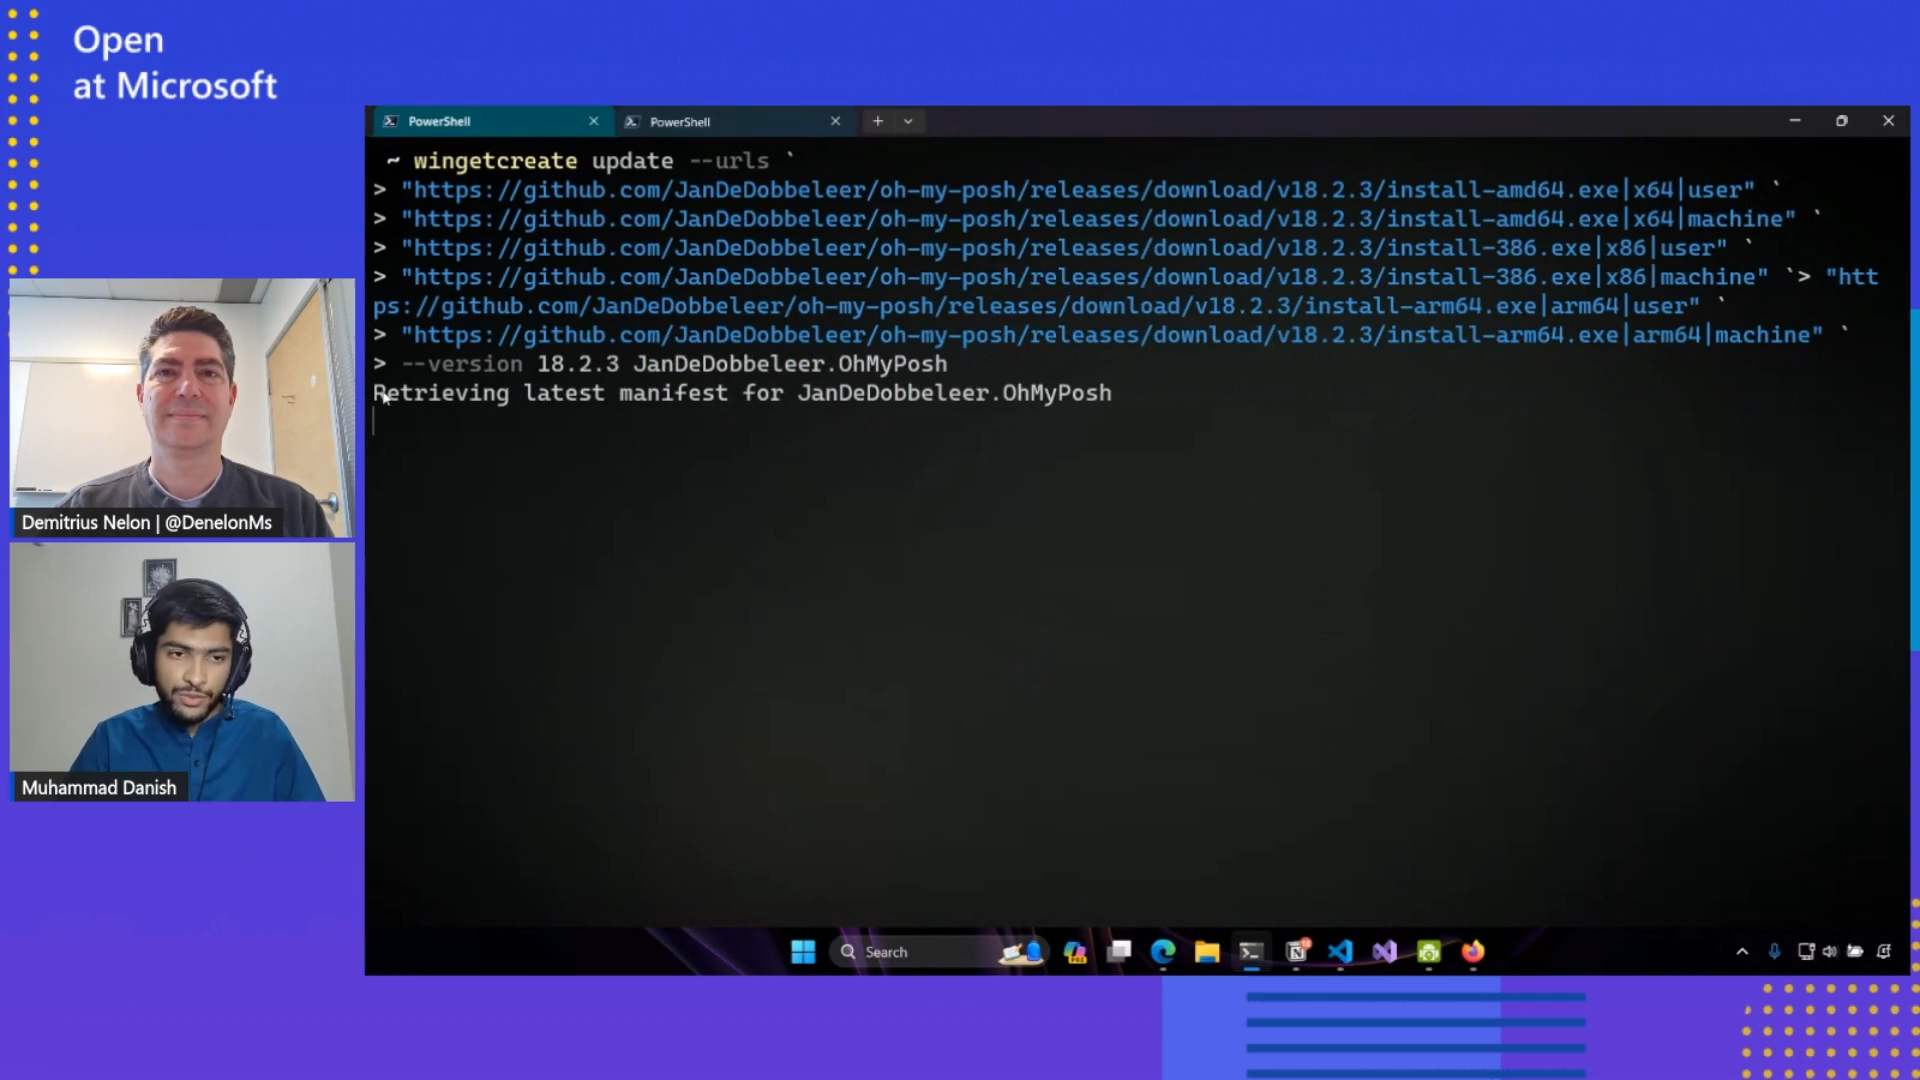 Open
at Microsoft
PowerShell
PowerShell
~ wingetcreate update --urls `
> "https://github.com/JanDeDobbeleer/oh-my-posh/releases/download/v18.2.3/install-amd64.exe|x64|user" `
> "https://github.com/JanDeDobbeleer/oh-my-posh/releases/download/v18.2.3/install-amd64.exe|x64|machine" `
> "https://github.com/JanDeDobbeleer/oh-my-posh/releases/download/v18.2.3/install-386.exe|x86|user" `
> "https://github.com/JanDeDobbeleer/oh-my-posh/releases/download/v18.2.3/install-386.exe|x86|machine" `> "htt
ps://github.com/JanDeDobbeleer/oh-my-posh/releases/download/v18.2.3/install-arm64.exe|arm64|user" `
> "https://github.com/JanDeDobbeleer/oh-my-posh/releases/download/v18.2.3/install-arm64.exe|arm64|machine" `
> --version 18.2.3 JanDeDobbeleer.OhMyPosh
Retrieving latest manifest for JanDeDobbeleer.OhMyPosh
Demitrius Nelon | @DenelonMs
Muhammad Danish
Search